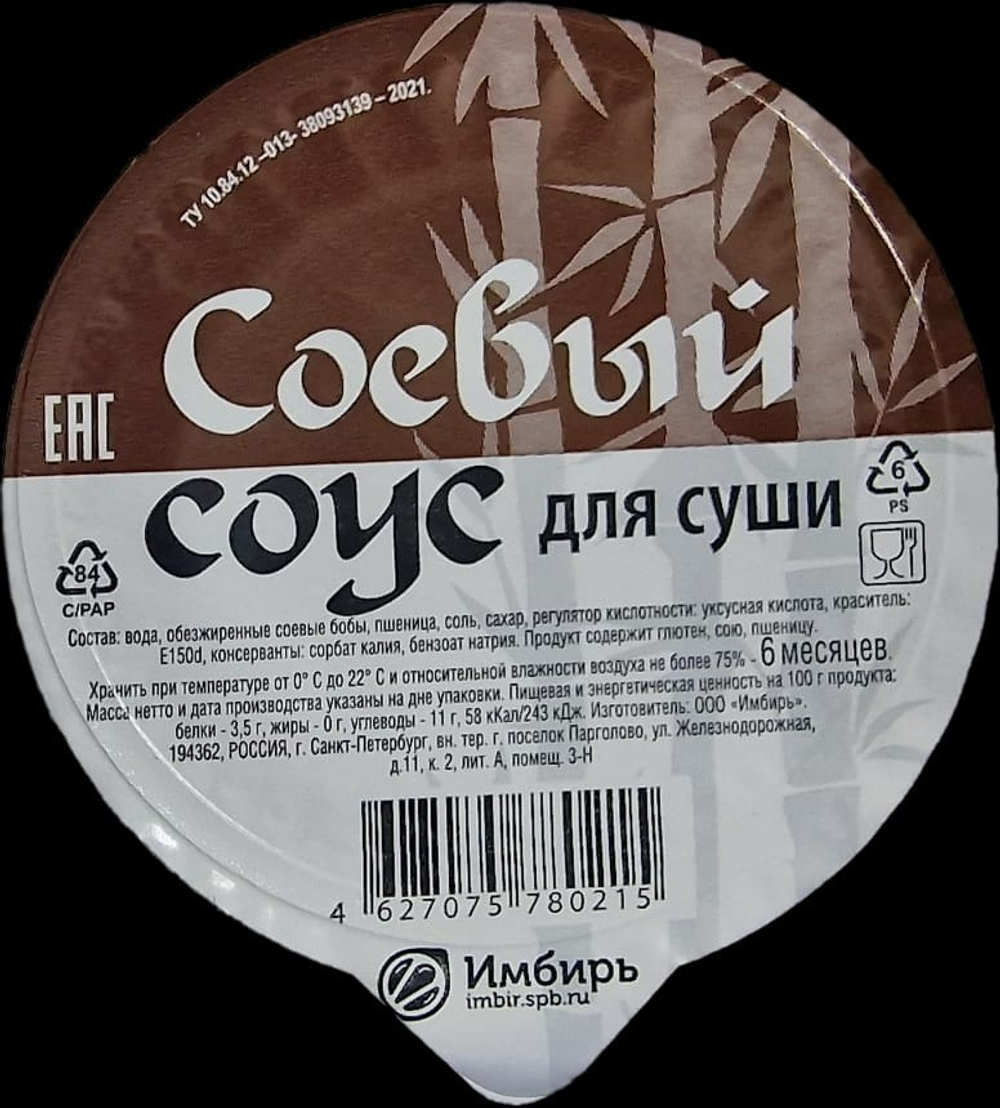 ТУ 10.84.12 –013- 38093139 – 2021.
Соевый
ЕАС
соус для суши
6
PS
84
C/PAP
Состав: вода, обезжиренные соевые бобы, пшеница, соль, сахар, регулятор кислотности: уксусная кислота, краситель:
Е150d, консерванты: сорбат калия, бензоат натрия. Продукт содержит глютен, сою, пшеницу.
Хранить при температуре от 0° С до 22° С и относительной влажности воздуха не более 75% - 6 месяцев.
Масса нетто и дата производства указаны на дне упаковки. Пищевая и энергетическая ценность на 100 г продукта:
белки - 3,5 г, жиры - 0 г, углеводы - 11 г, 58 кКал/243 кДж. Изготовитель: ООО «Имбирь».
194362, РОССИЯ, г. Санкт-Петербург, вн. тер. г. поселок Парголово, ул. Железнодорожная,
д.11, к. 2, лит. А, помещ. 3-Н
4 627075 780215
Имбирь
imbir.spb.ru